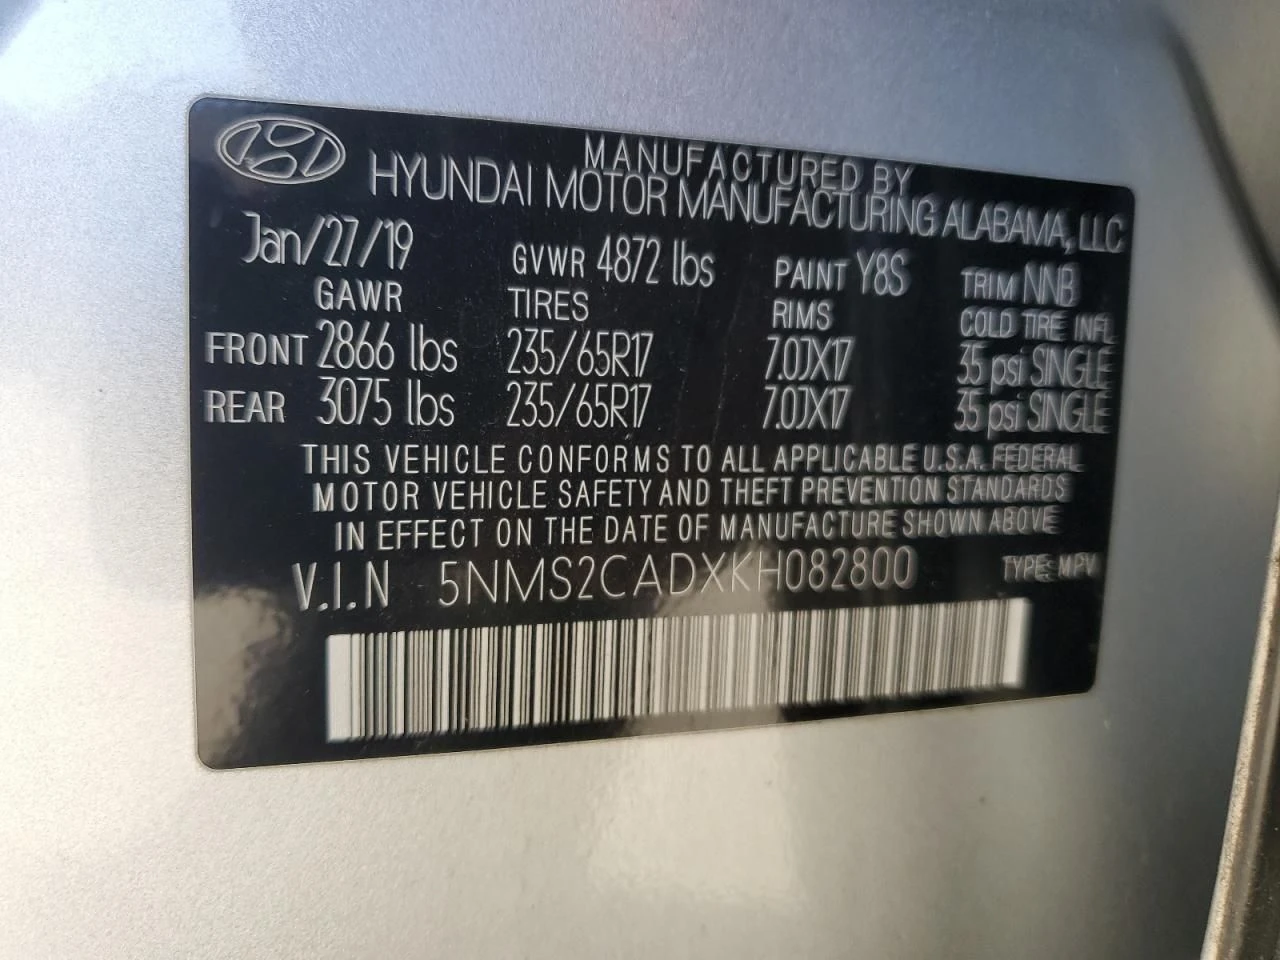 MANUFACTURED BY
HYUNDAI MOTOR MANUFACTURING ALABAMA, LLC
Jan/27/19 GVWR 4872 lbs PAINT Y8S TRIM NNB
GAWR TIRES RIMS COLD TIRE INFL
FRONT 2866 lbs 235/65R17 7.0JX17 35 psi SINGLE
REAR 3075 lbs 235/65R17 7.0JX17 35 psi SINGLE
THIS VEHICLE CONFORMS TO ALL APPLICABLE U.S.A. FEDERAL
MOTOR VEHICLE SAFETY AND THEFT PREVENTION STANDARDS
IN EFFECT ON THE DATE OF MANUFACTURE SHOWN ABOVE
V.I.N 5NMS2CADXKH082800 TYPE: MPV